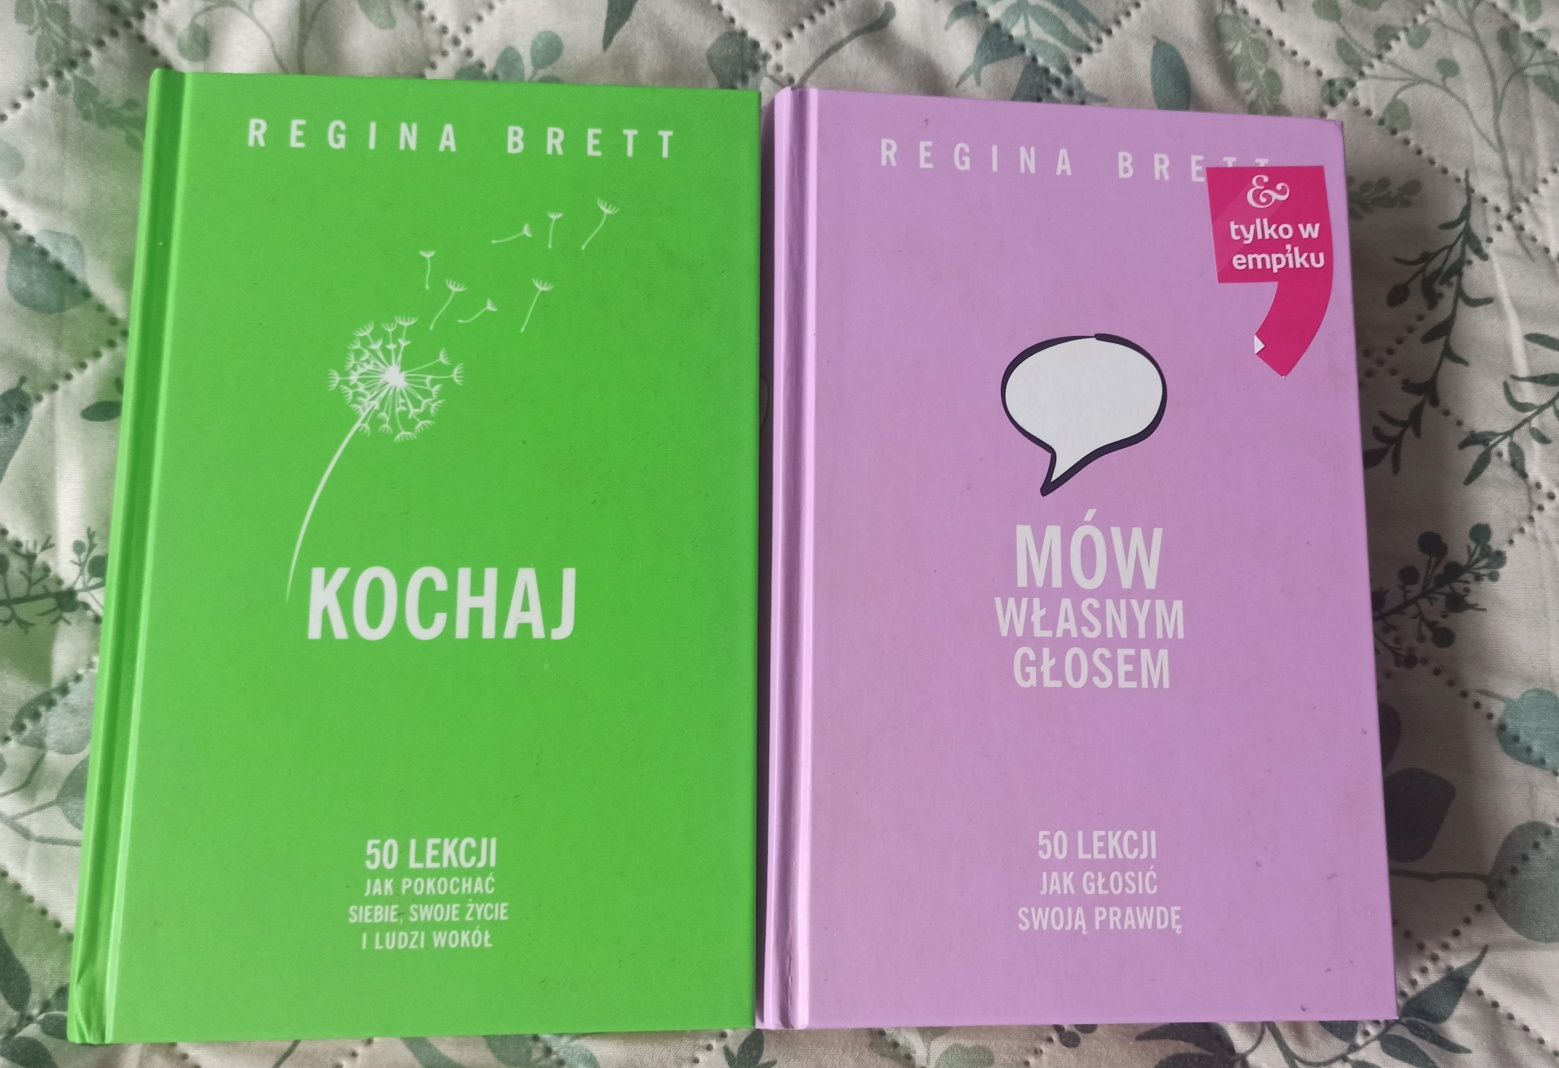 REGINA BRETT
KOCHAJ
50 LEKCJI
JAK POKOCHAĆ
SIEBIE, SWOJE ŻYCIE
I LUDZI WOKÓŁ
REGINA BRETT
&
tylko w
empiku
MÓW
WŁASNYM
GŁOSEM
50 LEKCJI
JAK GŁOSIĆ
SWOJĄ PRAWDĘ